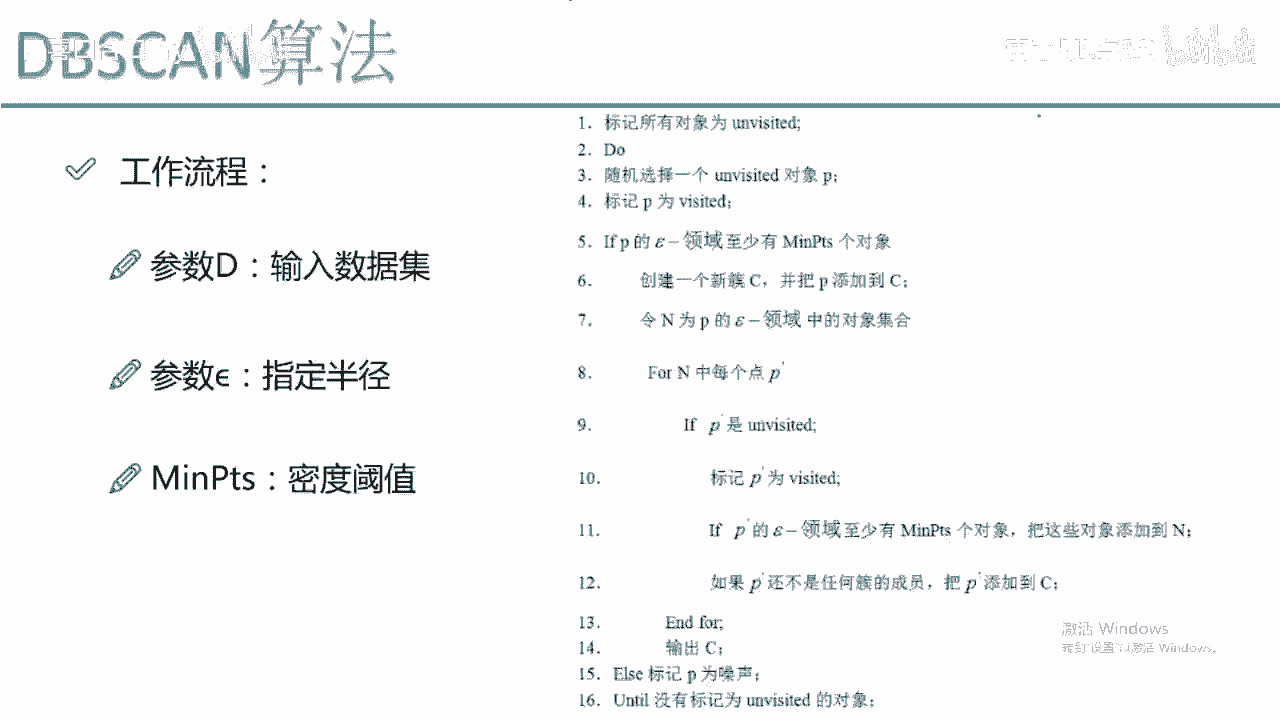 DBSCAN算法
工作流程：
参数D：输入数据集
参数ϵ：指定半径
MinPts：密度阈值
1. 标记所有对象为 unvisited;
2. Do
3. 随机选择一个 unvisited 对象 p;
4. 标记 p 为 visited;
5. If p 的 ε－领域至少有 MinPts 个对象
6. 创建一个新簇 C，并把 p 添加到 C;
7. 令 N 为 p 的 ε－领域 中的对象集合
8. For N 中每个点 p'
9. If p' 是 unvisited;
10. 标记 p' 为 visited;
11. If p' 的 ε－领域至少有 MinPts 个对象，把这些对象添加到 N;
12. 如果 p' 还不是任何簇的成员，把 p' 添加到 C;
13. End for;
14. 输出 C;
15. Else 标记 p 为噪声;
16. Until 没有标记为 unvisited 的对象;
激活 Windows
转到"设置"以激活 Windows。